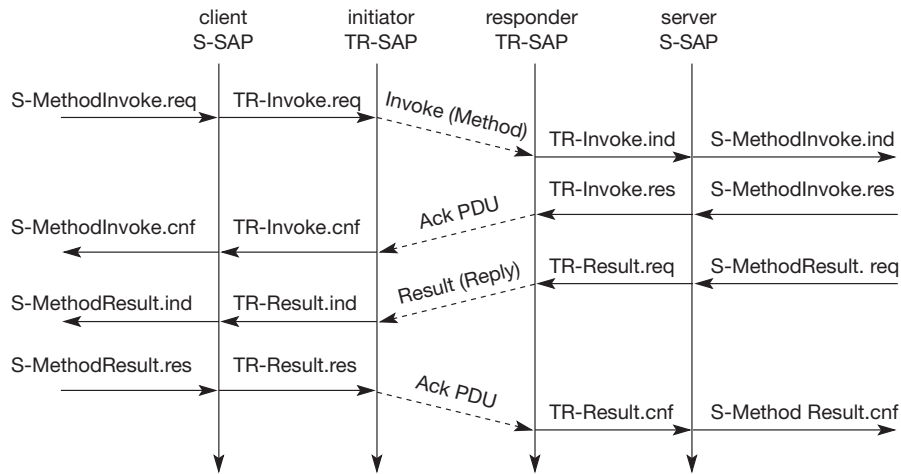 client
S-SAP
initiator
TR-SAP
responder
TR-SAP
server
S-SAP
S-MethodInvoke.req
TR-Invoke.req
Invoke (Method)
TR-Invoke.ind
S-MethodInvoke.ind
TR-Invoke.res
S-MethodInvoke.res
Ack PDU
S-MethodInvoke.cnf
TR-Invoke.cnf
TR-Result.req
S-MethodResult. req
Result (Reply)
S-MethodResult.ind
TR-Result.ind
S-MethodResult.res
TR-Result.res
Ack PDU
TR-Result.cnf
S-Method Result.cnf